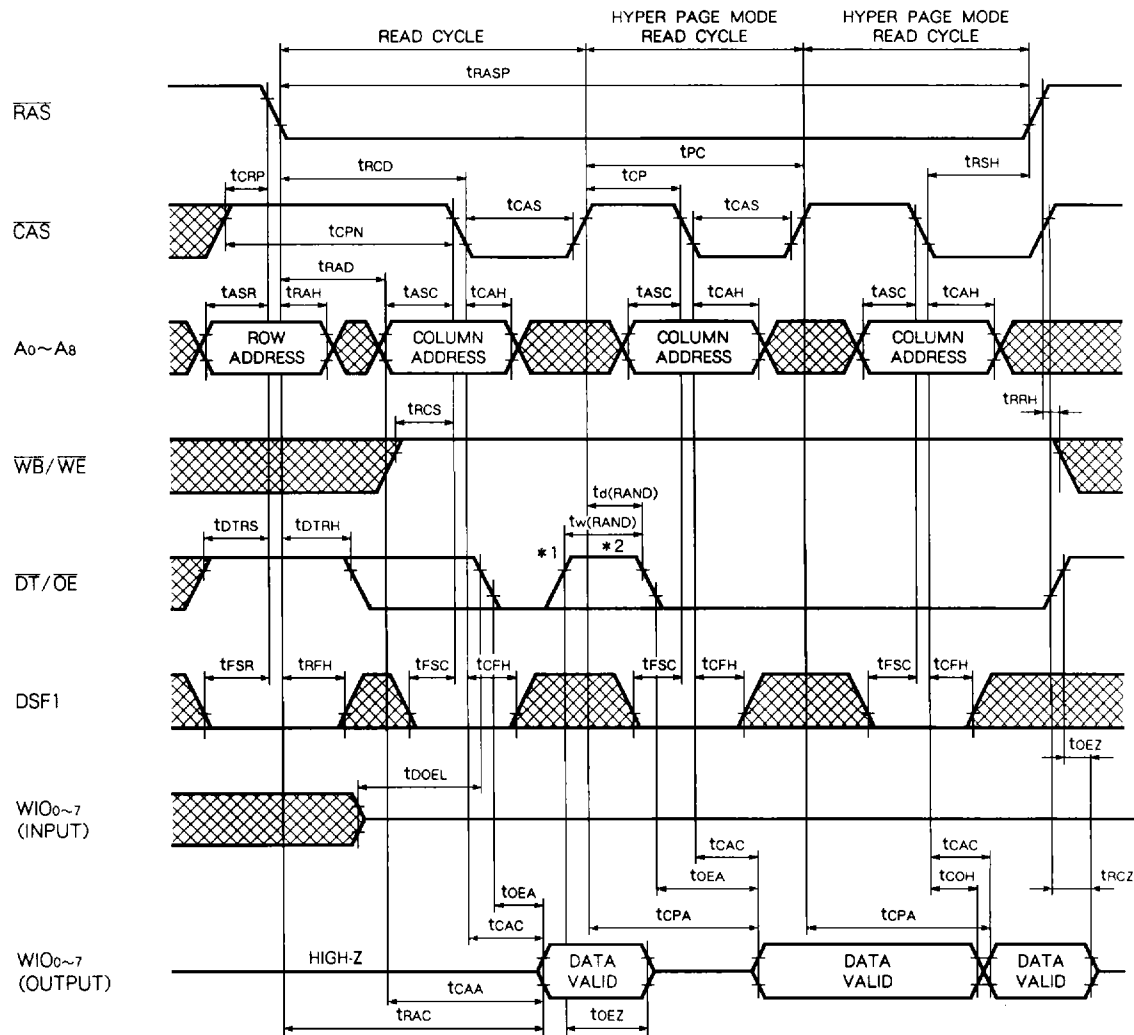 READ CYCLE
HYPER PAGE MODE
READ CYCLE
HYPER PAGE MODE
READ CYCLE
tRASP
RAS
tPC
tRCD
tRSH
tCRP
tCP
CAS
tCAS
tCAS
tCPN
tRAD
tASR
tRAH
tASC
tCAH
tASC
tCAH
tASC
tCAH
A0~A8
ROW
ADDRESS
COLUMN
ADDRESS
COLUMN
ADDRESS
COLUMN
ADDRESS
tRRH
tRCS
WB/WE
td(RAND)
tw(RAND)
tDTRS
tDTRH
*1
*2
DT/OE
tFSR
tRFH
tFSC
tCFH
tFSC
tCFH
tFSC
tCFH
DSF1
tOEZ
tDOEL
WIO0~7
(INPUT)
tCAC
tCAC
tOEA
tCOH
tRCZ
tOEA
tCPA
tCPA
tCAC
WIO0~7
(OUTPUT)
HIGH-Z
DATA
VALID
DATA
VALID
DATA
VALID
tCAA
tRAC
tOEZ